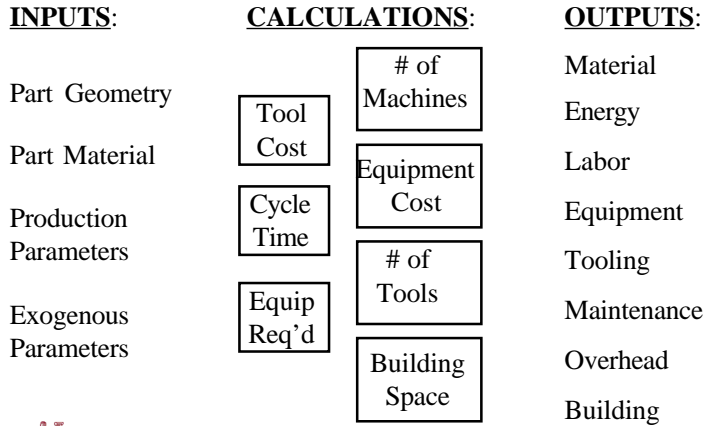 INPUTS:
Part Geometry
Part Material
Production
Parameters
Exogenous
Parameters
CALCULATIONS:
Tool
Cost
Cycle
Time
Equip
Req’d
# of
Machines
Equipment
Cost
# of
Tools
Building
Space
OUTPUTS:
Material
Energy
Labor
Equipment
Tooling
Maintenance
Overhead
Building